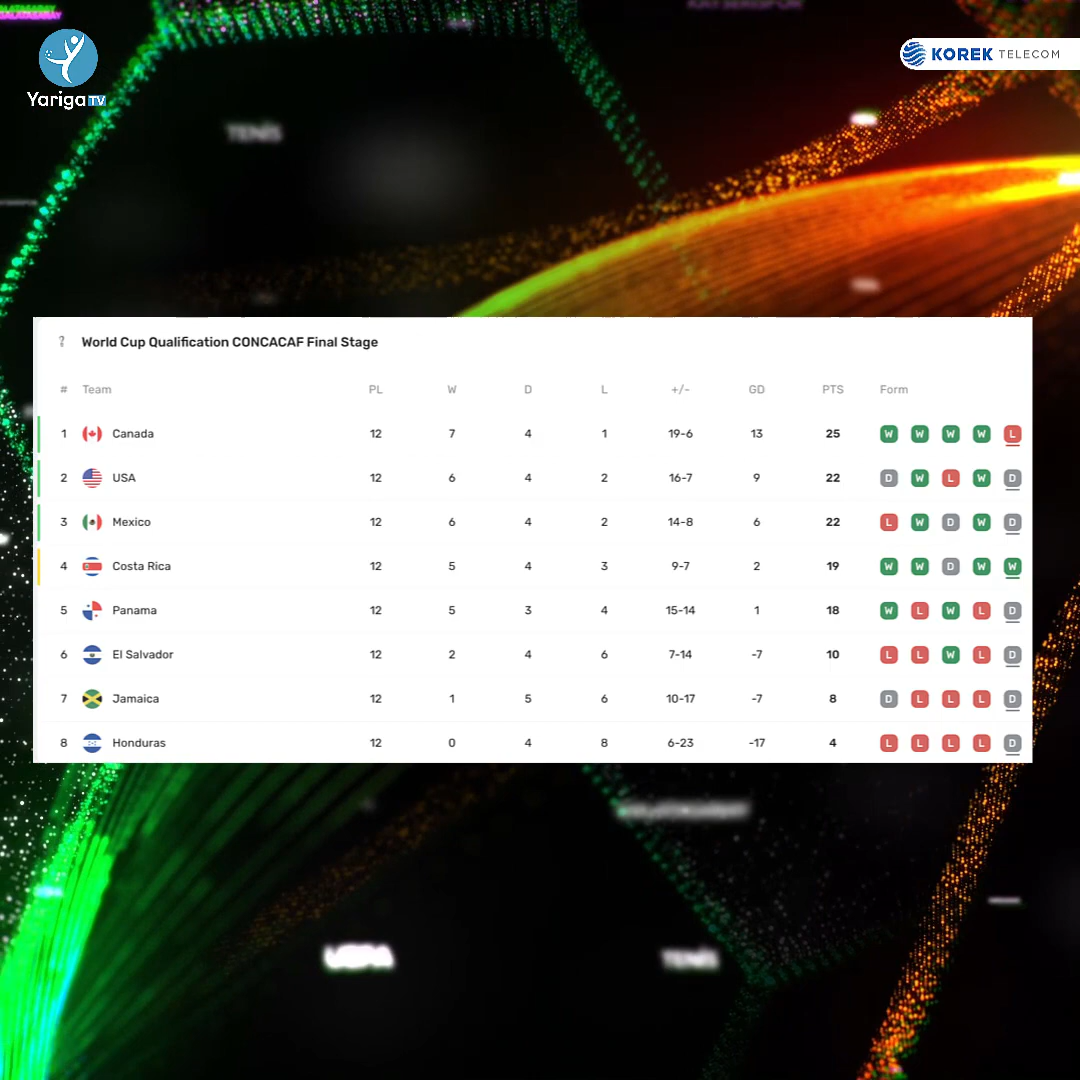 GALATASARAY
KAYSERISPOR
Yariga TV
KOREK TELECOM
TENİS
? World Cup Qualification CONCACAF Final Stage
# Team PL W D L +/- GD PTS Form
1 Canada 12 7 4 1 19-6 13 25 W W W W L
2 USA 12 6 4 2 16-7 9 22 D W L W D
3 Mexico 12 6 4 2 14-8 6 22 L W D W D
4 Costa Rica 12 5 4 3 9-7 2 19 W W D W W
5 Panama 12 5 3 4 15-14 1 18 W L W L D
6 El Salvador 12 2 4 6 7-14 -7 10 L L W L D
7 Jamaica 12 1 5 6 10-17 -7 8 D L L L D
8 Honduras 12 0 4 8 6-23 -17 4 L L L L D
UEFA
TENİS